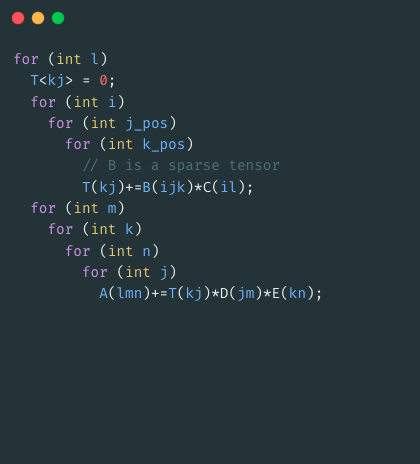 for (int l)
T<kj> = 0;
for (int i)
for (int j_pos)
for (int k_pos)
// B is a sparse tensor
T(kj)+=B(ijk)*C(il);
for (int m)
for (int k)
for (int n)
for (int j)
A(lmn)+=T(kj)*D(jm)*E(kn);